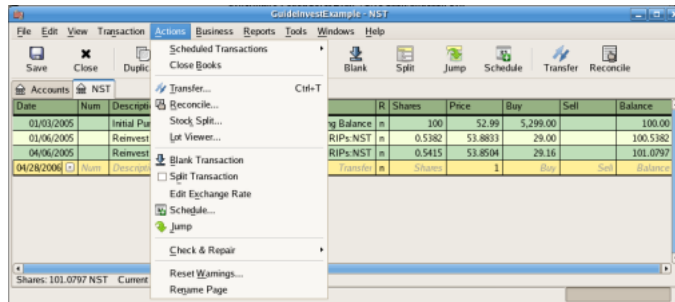 GuideInvestExample - NST
File Edit View Transaction Actions Business Reports Tools Windows Help
Save Close Duplic Blank Split Jump Schedule Transfer Reconcile
Scheduled Transactions
Close Books
Transfer... Ctrl+T
Reconcile...
Stock Split...
Lot Viewer...
Blank Transaction
Split Transaction
Edit Exchange Rate
Schedule...
Jump
Check & Repair
Reset Warnings...
Rename Page
Accounts NST
Date Num Descripti R Shares Price Buy Sell Balance
01/03/2005 Initial Pur ng Balance n 100 52.99 5,299.00 100.00
01/06/2005 Reinvest RIPs:NST n 0.5382 53.8833 29.00 100.5382
04/06/2005 Reinvest RIPs:NST n 0.5415 53.8504 29.16 101.0797
04/28/2006 Num Descripti Transfer n Shares 1 Buy Sell Balance
Shares: 101.0797 NST Current